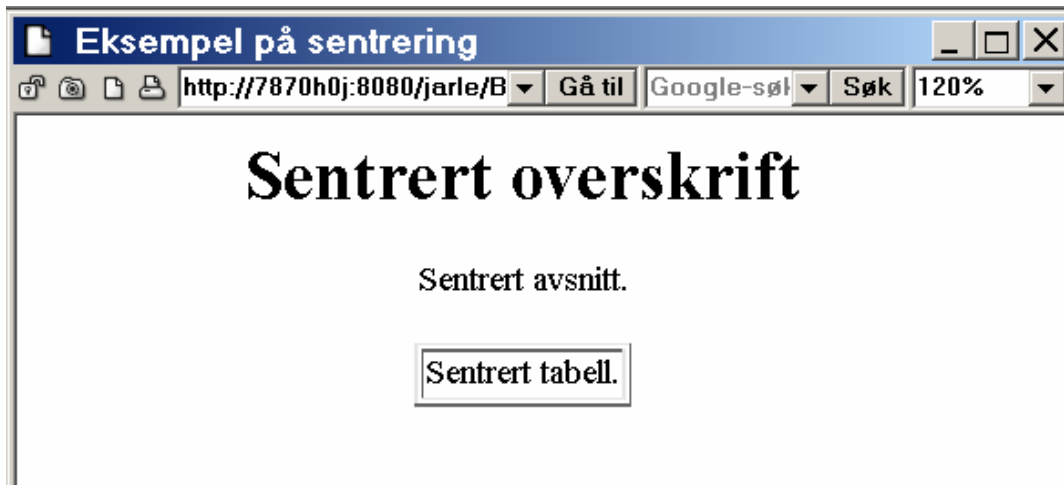 Eksempel på sentrering
http://7870h0j:8080/jarle/B Gå til Google-søk Søk 120%
Sentrert overskrift
Sentrert avsnitt.
Sentrert tabell.